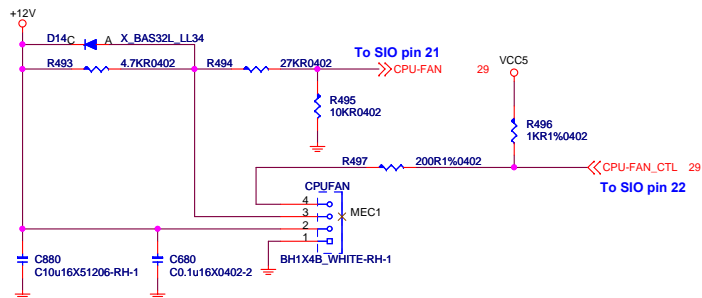 +12V
D14
C
A
X_BAS32L_LL34
R493
4.7KR0402
R494
27KR0402
To SIO pin 21
CPU-FAN
29
VCC5
R495
10KR0402
R496
1KR1%0402
R497
200R1%0402
CPU-FAN_CTL
29
To SIO pin 22
CPUFAN
4
3
2
1
MEC1
BH1X4B_WHITE-RH-1
C880
C10u16X51206-RH-1
C680
C0.1u16X0402-2